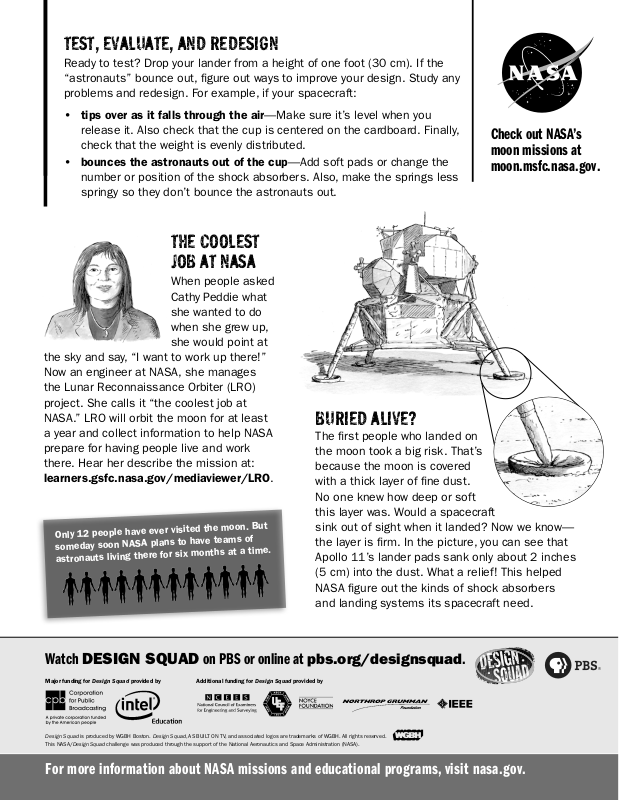 TEST, EVALUATE, AND REDESIGN
Ready to test? Drop your lander from a height of one foot (30 cm). If the
“astronauts” bounce out, figure out ways to improve your design. Study any
problems and redesign. For example, if your spacecraft:
• tips over as it falls through the air—Make sure it’s level when you
release it. Also check that the cup is centered on the cardboard. Finally,
check that the weight is evenly distributed.
• bounces the astronauts out of the cup—Add soft pads or change the
number or position of the shock absorbers. Also, make the springs less
springy so they don’t bounce the astronauts out.
NASA
Check out NASA’s
moon missions at
moon.msfc.nasa.gov.
THE COOLEST
JOB AT NASA
When people asked
Cathy Peddie what
she wanted to do
when she grew up,
she would point at
the sky and say, “I want to work up there!”
Now an engineer at NASA, she manages
the Lunar Reconnaissance Orbiter (LRO)
project. She calls it “the coolest job at
NASA.” LRO will orbit the moon for at least
a year and collect information to help NASA
prepare for having people live and work
there. Hear her describe the mission at:
learners.gsfc.nasa.gov/mediaviewer/LRO.
Only 12 people have ever visited the moon. But
someday soon NASA plans to have teams of
astronauts living there for six months at a time.
BURIED ALIVE?
The first people who landed on
the moon took a big risk. That’s
because the moon is covered
with a thick layer of fine dust.
No one knew how deep or soft
this layer was. Would a spacecraft
sink out of sight when it landed? Now we know—
the layer is firm. In the picture, you can see that
Apollo 11’s lander pads sank only about 2 inches
(5 cm) into the dust. What a relief! This helped
NASA figure out the kinds of shock absorbers
and landing systems its spacecraft need.
Watch DESIGN SQUAD on PBS or online at pbs.org/designsquad.
DESIGN SQUAD
PBS
Major funding for Design Squad provided by
Additional funding for Design Squad provided by
cpb Corporation
for Public
Broadcasting
A private corporation funded
by the American people
intel
Education
NCEES
National Council of Examiners
for Engineering and Surveying
NOYCE
FOUNDATION
NORTHROP GRUMMAN
Foundation
IEEE
Design Squad is produced by WGBH Boston. Design Squad, AS BUILT ON TV, and associated logos are trademarks of WGBH. All rights reserved.
This NASA/Design Squad challenge was produced through the support of the National Aeronautics and Space Administration (NASA).
WGBH
For more information about NASA missions and educational programs, visit nasa.gov.